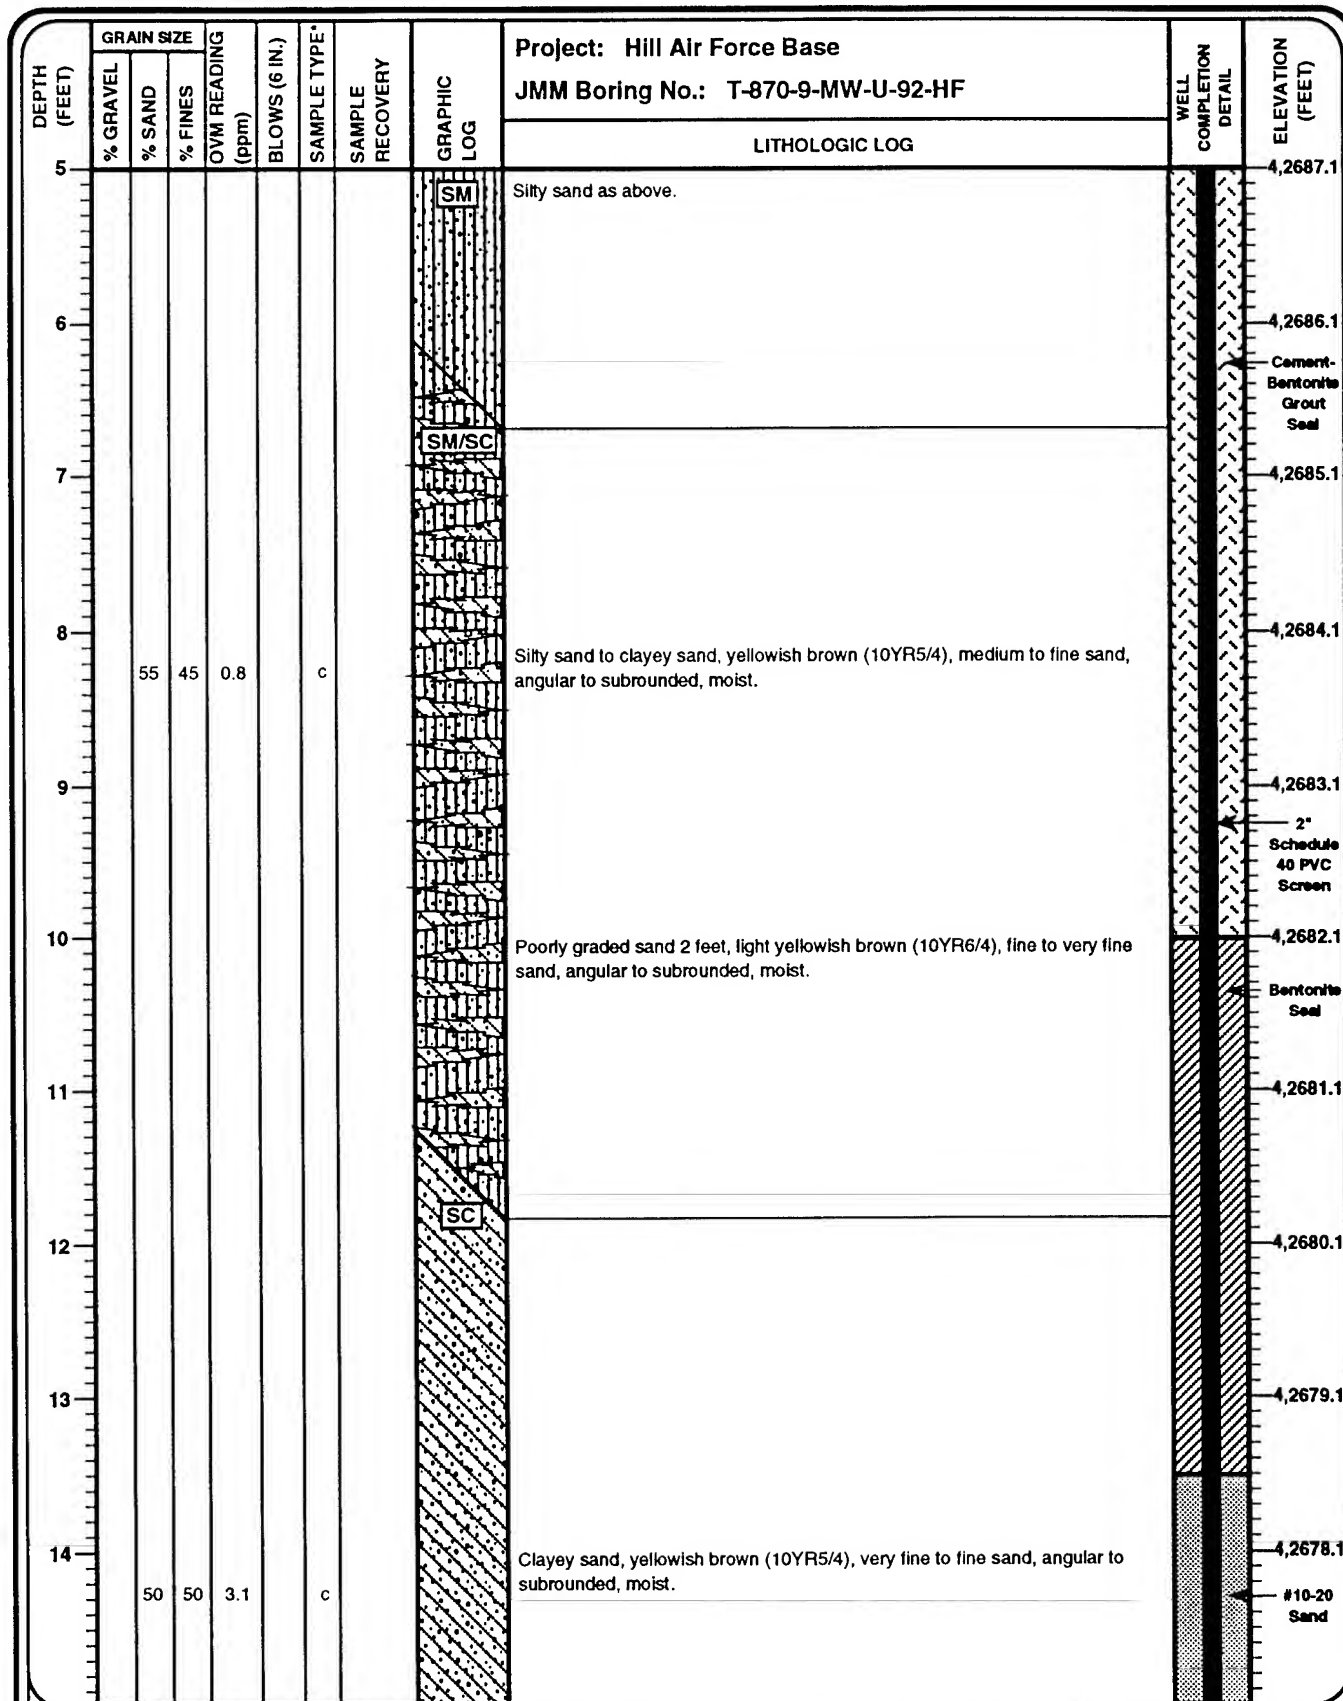 Project: Hill Air Force Base
JMM Boring No.: T-870-9-MW-U-92-HF
LITHOLOGIC LOG
DEPTH
(FEET)
GRAIN SIZE
% GRAVEL
% SAND
% FINES
OVM READING
(ppm)
BLOWS (6 IN.)
SAMPLE TYPE*
SAMPLE
RECOVERY
GRAPHIC
LOG
WELL
COMPLETION
DETAIL
ELEVATION
(FEET)
5
4,2687.1
SM
Silty sand as above.
6
4,2686.1
Cement-
Bentonite
Grout
Seal
SM/SC
7
4,2685.1
8
4,2684.1
55 45 0.8 c
Silty sand to clayey sand, yellowish brown (10YR5/4), medium to fine sand,
angular to subrounded, moist.
9
4,2683.1
2"
Schedule
40 PVC
Screen
10
4,2682.1
Poorly graded sand 2 feet, light yellowish brown (10YR6/4), fine to very fine
sand, angular to subrounded, moist.
Bentonite
Seal
11
4,2681.1
SC
12
4,2680.1
13
4,2679.1
14
4,2678.1
Clayey sand, yellowish brown (10YR5/4), very fine to fine sand, angular to
subrounded, moist.
50 50 3.1 c
#10-20
Sand